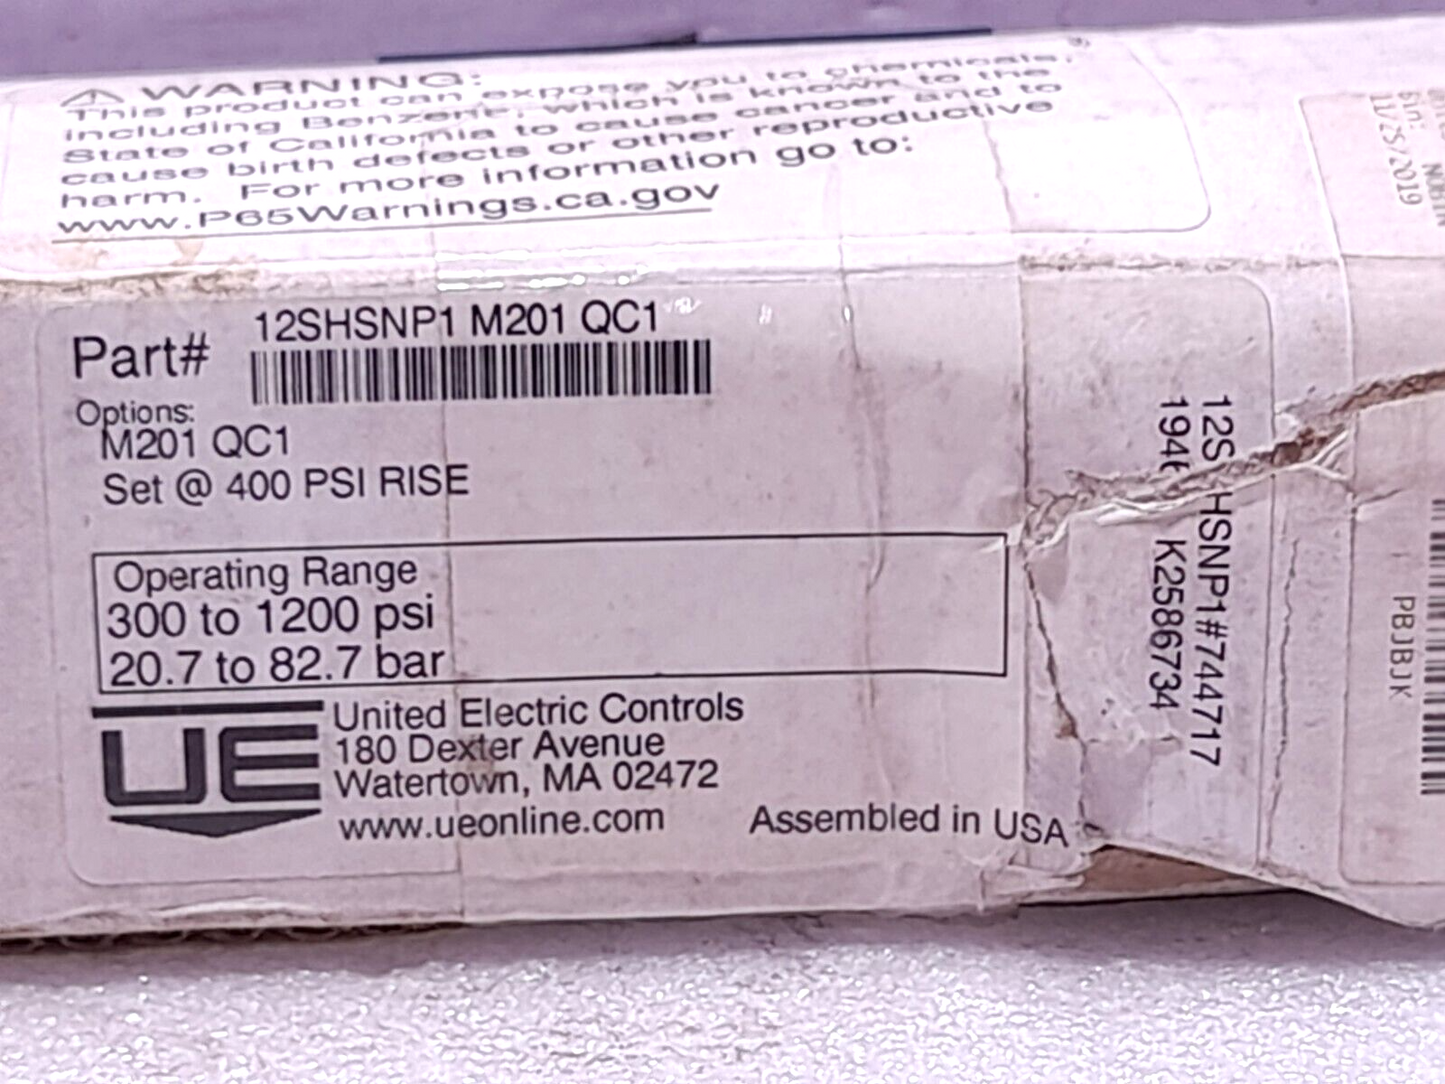 ⚠ WARNING:
This product can expose you to chemicals,
including Benzene, which is known to the
State of California to cause cancer and to
cause birth defects or other reproductive
harm. For more information go to:
www.P65Warnings.ca.gov
Part# 12SHSNP1 M201 QC1
Options:
M201 QC1
Set @ 400 PSI RISE
Operating Range
300 to 1200 psi
20.7 to 82.7 bar
UE
United Electric Controls
180 Dexter Avenue
Watertown, MA 02472
www.ueonline.com
Assembled in USA
12SHSNP1#744717
K2586734
11/25/2019
PBJBJK